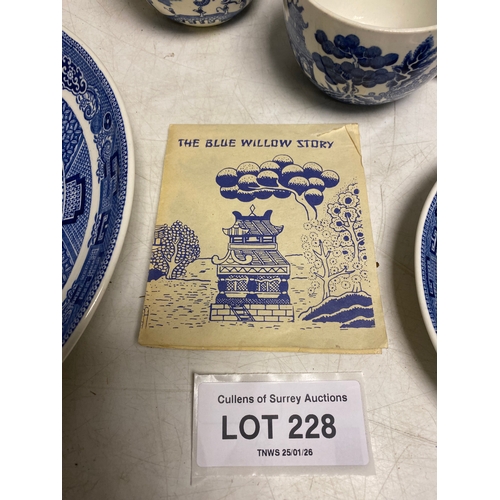 THE BLUE WILLOW STORY
Cullens of Surrey Auctions
LOT 228
TNWS 25/01/26